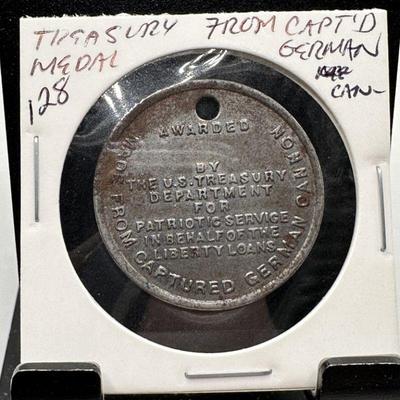 TREASURY FROM CAPT'D
MEDAL GERMAN
128 CAN-
AWARDED
BY
THE U.S. TREASURY
DEPARTMENT
FOR
PATRIOTIC SERVICE
IN BEHALF OF THE
LIBERTY LOANS
MADE FROM CAPTURED GERMAN CANNON